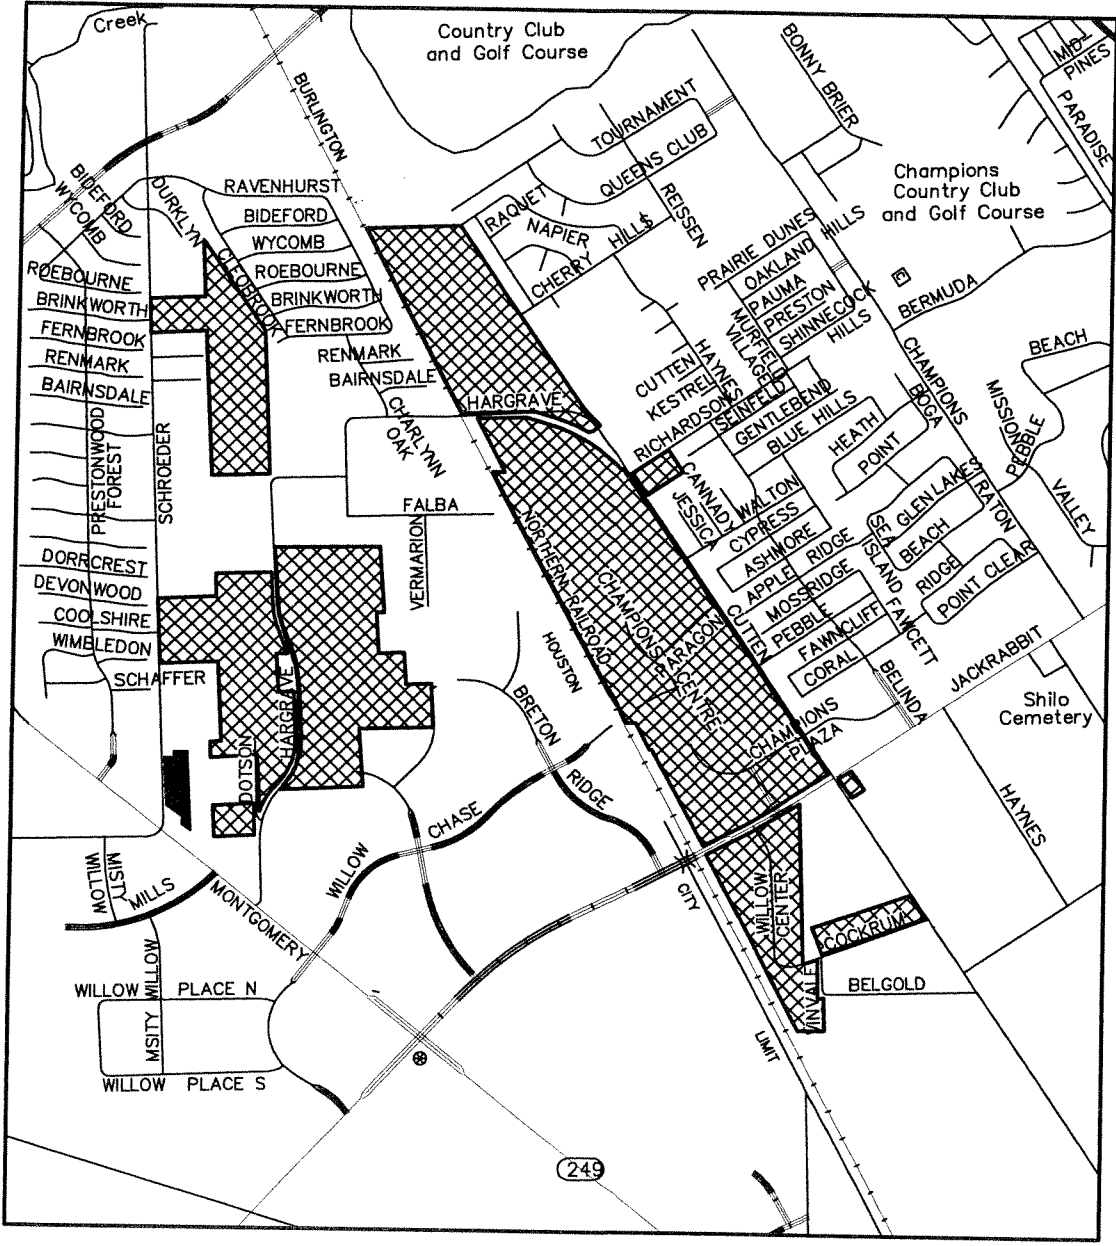 Creek
Country Club
and Golf Course
BURLINGTON
BONNY BRIER
MID-
PINES
PARADISE
TOURNAMENT
QUEENS CLUB
Champions
Country Club
and Golf Course
BIDEFORD
WYCOMB
DURKLYN
RAVENHURST
BIDEFORD
WYCOMB
ROEBOURNE
BRINKWORTH
FERNBROOK
CLEOBROOK
RENMARK
BAIRNSDALE
RAQUET
NAPIER
CHERRY HILLS
REISSEN
PRAIRIE DUNES
OAKLAND HILLS
PAUMA
PRESTON
SHINNECOCK
HILLS
MURFIELD
VILLAGE
BERMUDA
ROEBOURNE
BRINKWORTH
FERNBROOK
RENMARK
BAIRNSDALE
PRESTONWOOD
FOREST
SCHROEDER
HARGRAVE
CHARLYNN
OAK
FALBA
VERMARION
CUTTEN
KESTREL
HAYNES
RICHARDSON
SEINFELD
GENTLEBEND
BLUE HILLS
HEATH
POINT
CHAMPIONS
BOGA
BEACH
MISSION
PEBBLE
VALLEY
CANNADY
JESSICA
WALTON
CYPRESS
ASHMORE
APPLE RIDGE
MOSSRIDGE
PEBBLE
FAWNCLIFF
CORAL
SEA
ISLAND
GLEN LAKES
BEACH
RATON
RIDGE
POINT CLEAR
FAWCETT
BELINDA
JACKRABBIT
Shilo
Cemetery
DORRCREST
DEVONWOOD
COOLSHIRE
WIMBLEDON
SCHAFFER
DOTSON
HARGRAVE
NORTHERN RAILROAD
HOUSTON
CHAMPIONS
CENTRE
PARAGON
CUTTEN
CHAMPIONS
PLAZA
BRETON
RIDGE
WILLOW
CHASE
HAYNES
MISTY
WILLOW
MILLS
MONTGOMERY
CITY
LIMIT
WILLOW
CENTER
COCKRUM
VINVALE
BELGOLD
WILLOW PLACE N
MSITY WILLOW
WILLOW PLACE S
249